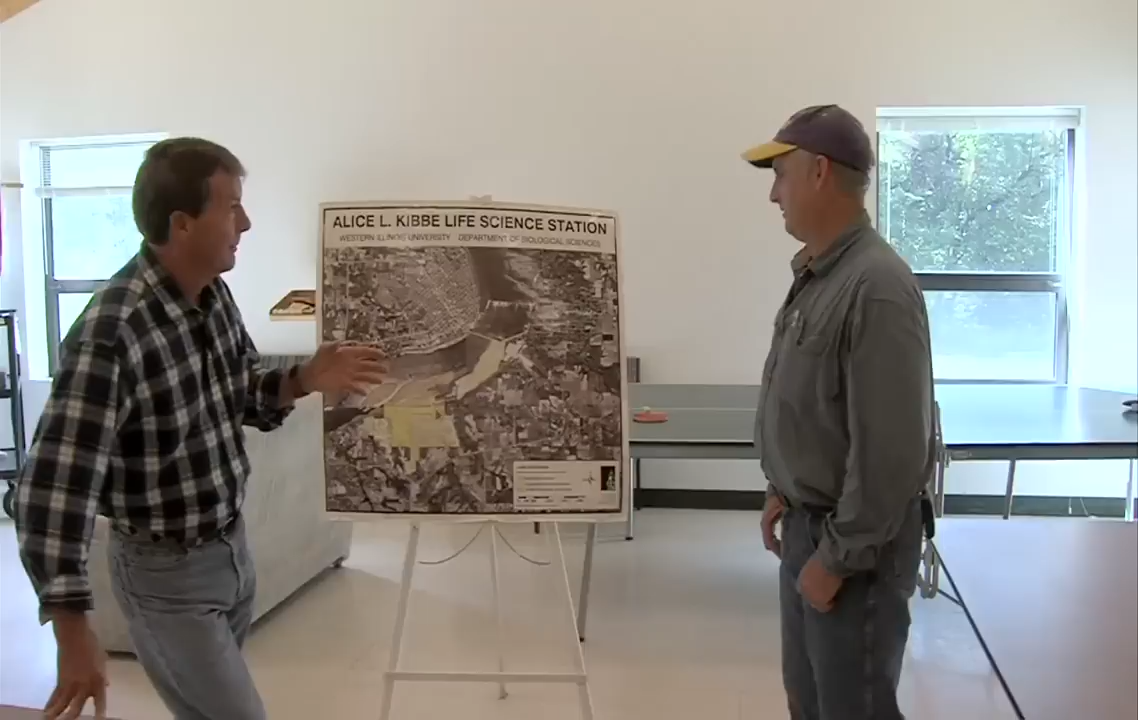 ALICE L. KIBBE LIFE SCIENCE STATION
WESTERN ILLINOIS UNIVERSITY DEPARTMENT OF BIOLOGICAL SCIENCES